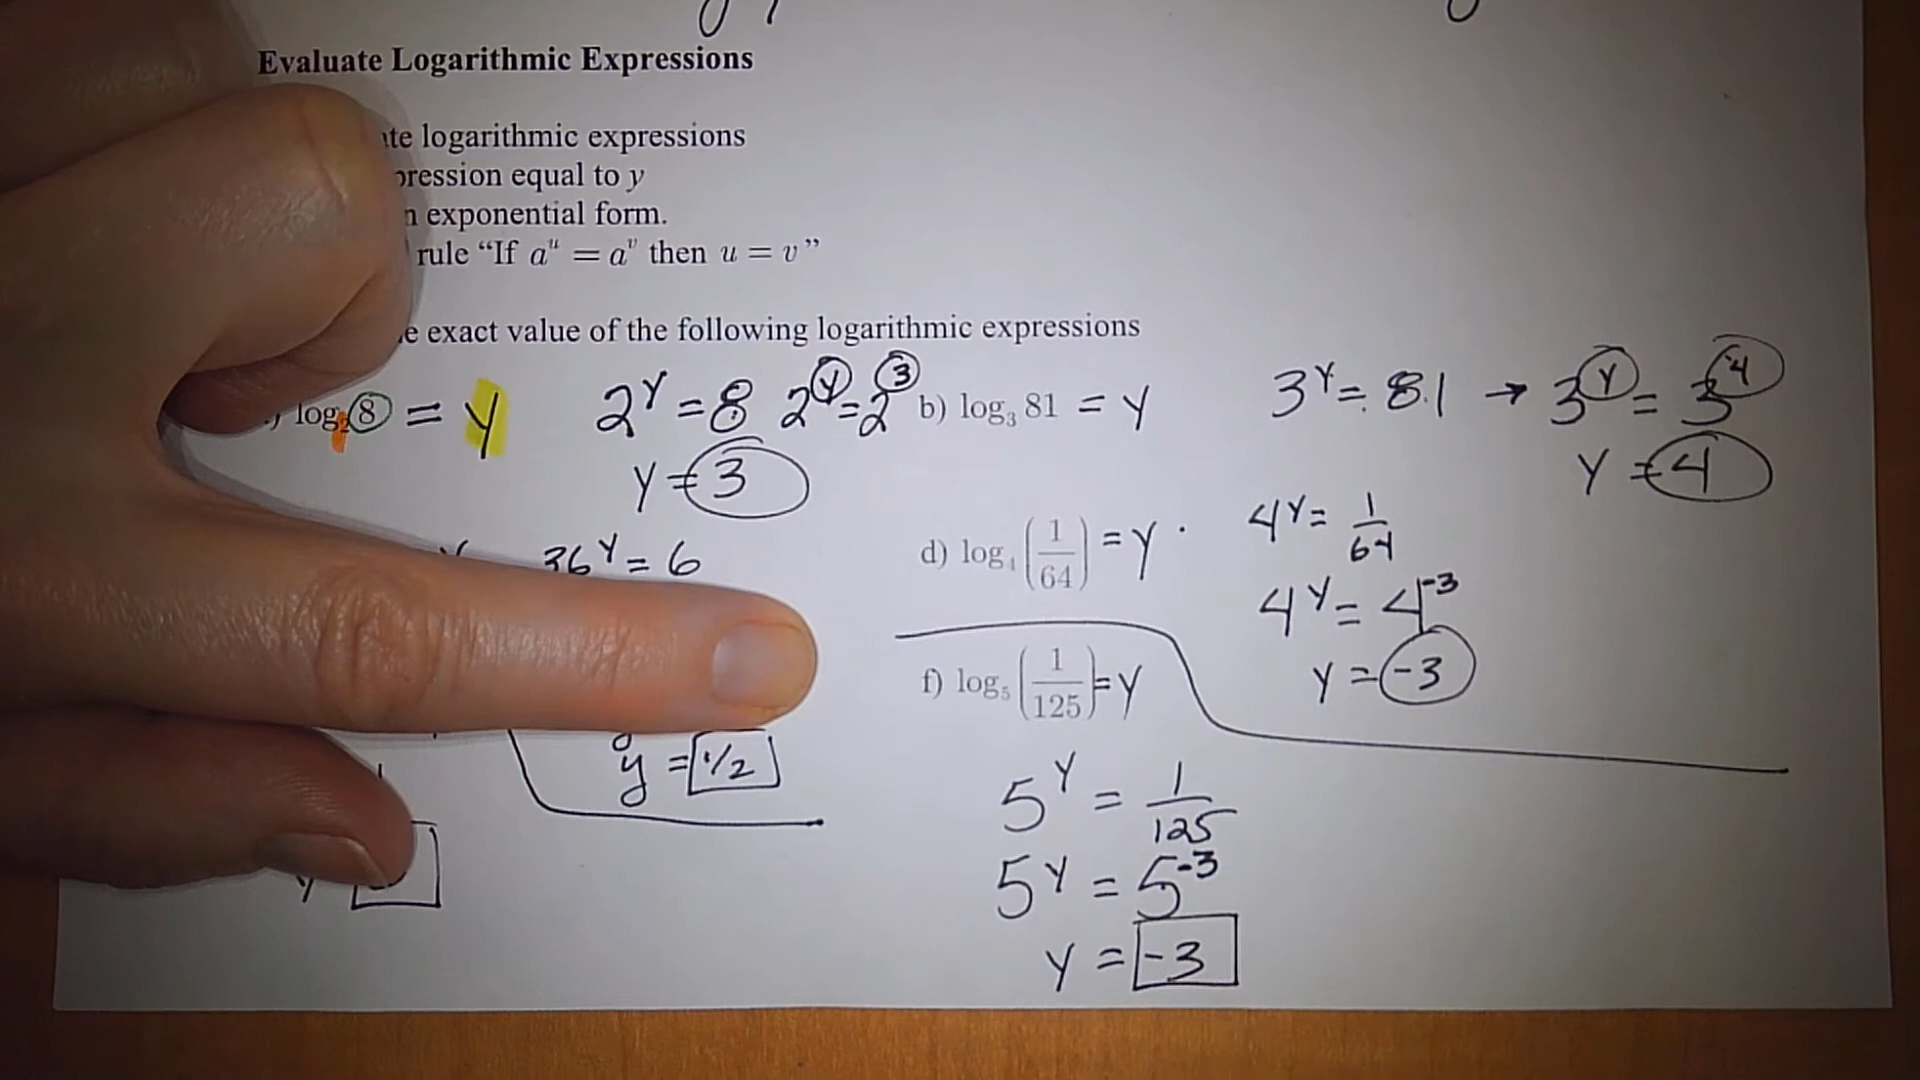 Evaluate Logarithmic Expressions
logarithmic expressions
equal to y
exponential form.
rule “If aᵘ = aᵛ then u = v”
exact value of the following logarithmic expressions
log₂ 8 = y
2^y = 8 2^y = 2^3
y = 3
b) log₃ 81 = y
3^y = 81 → 3^y = 3^4
y = 4
36^y = 6
y = 1/2
d) log₄ (1/64) = y
4^y = 1/64
4^y = 4^-3
y = -3
f) log₅ (1/125) = y
5^y = 1/125
5^y = 5^-3
y = -3